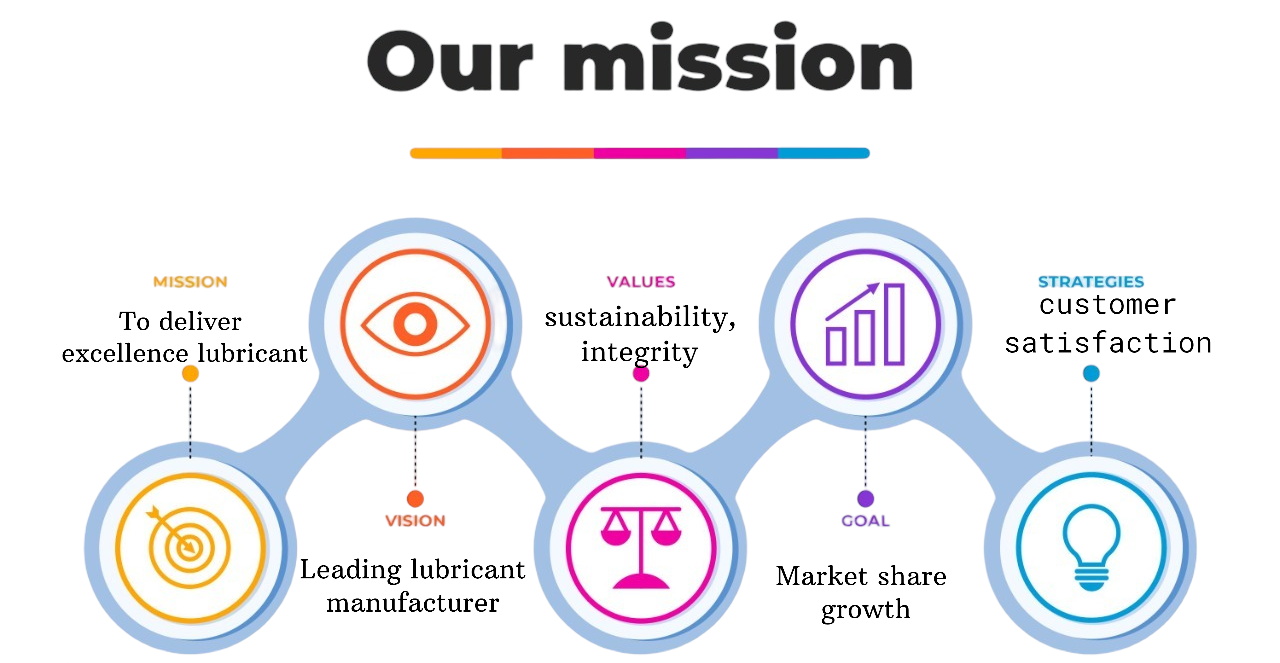 Our mission
MISSION
To deliver
excellence lubricant
VISION
Leading lubricant
manufacturer
VALUES
sustainability,
integrity
GOAL
Market share
growth
STRATEGIES
customer
satisfaction